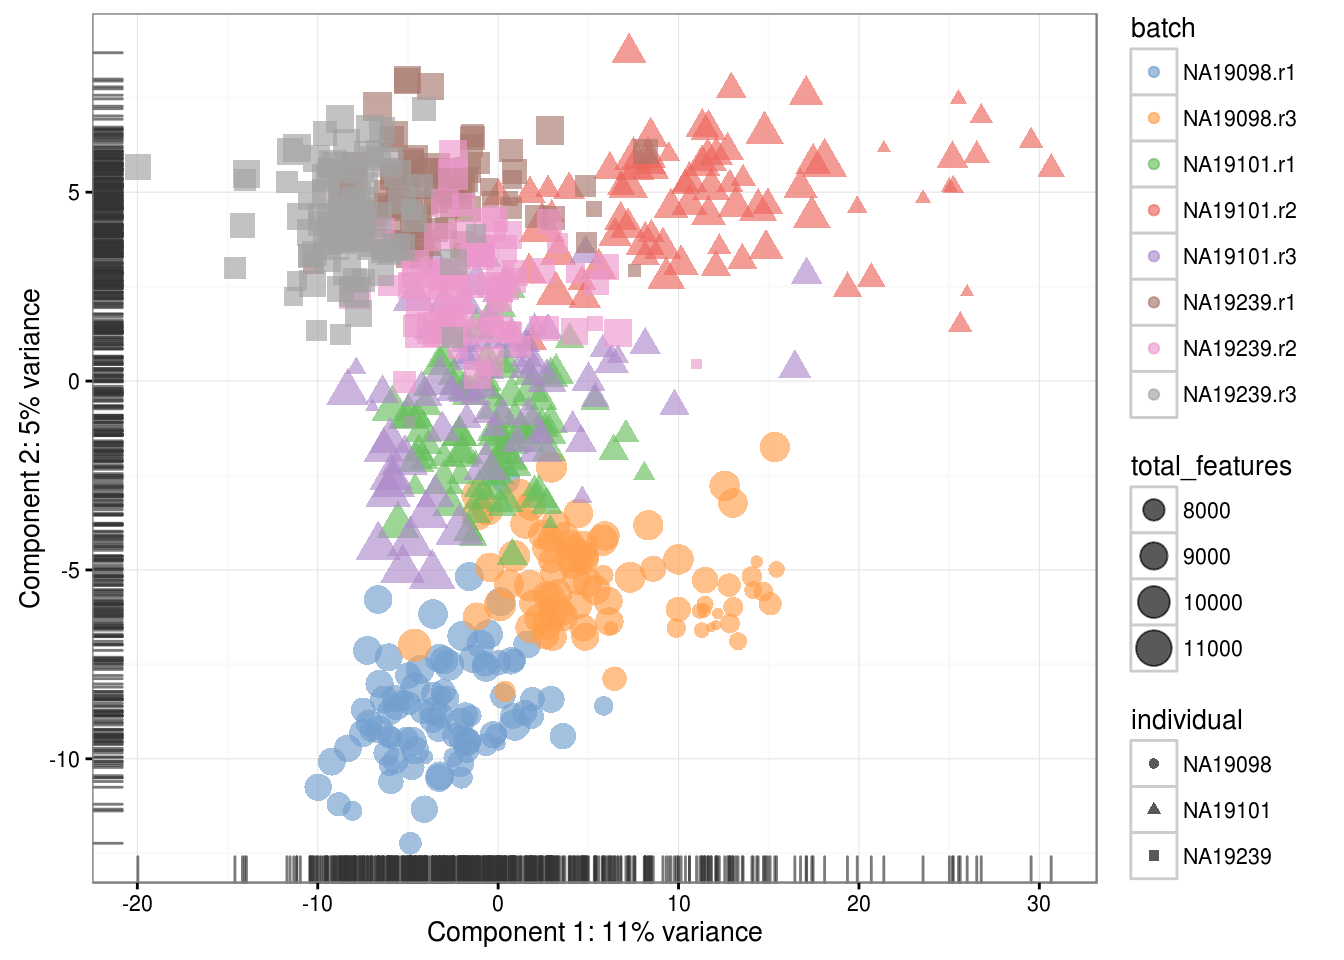 batch
NA19098.r1
NA19098.r3
NA19101.r1
NA19101.r2
NA19101.r3
NA19239.r1
NA19239.r2
NA19239.r3
total_features
8000
9000
10000
11000
individual
NA19098
NA19101
NA19239
Component 2: 5% variance
5
0
-5
-10
-20
-10
0
10
20
30
Component 1: 11% variance